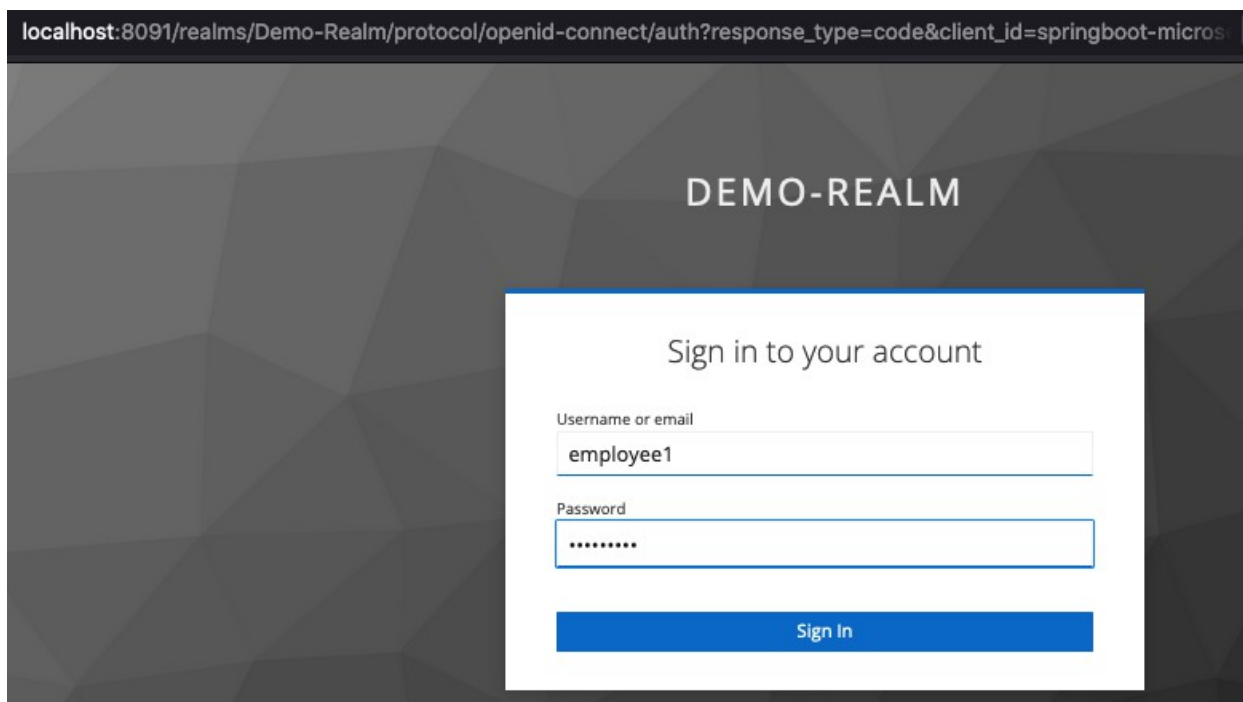 localhost:8091/realms/Demo-Realm/protocol/openid-connect/auth?response_type=code&client_id=springboot-micros
DEMO-REALM
Sign in to your account
Username or email
employee1
Password
•••••••••
Sign In